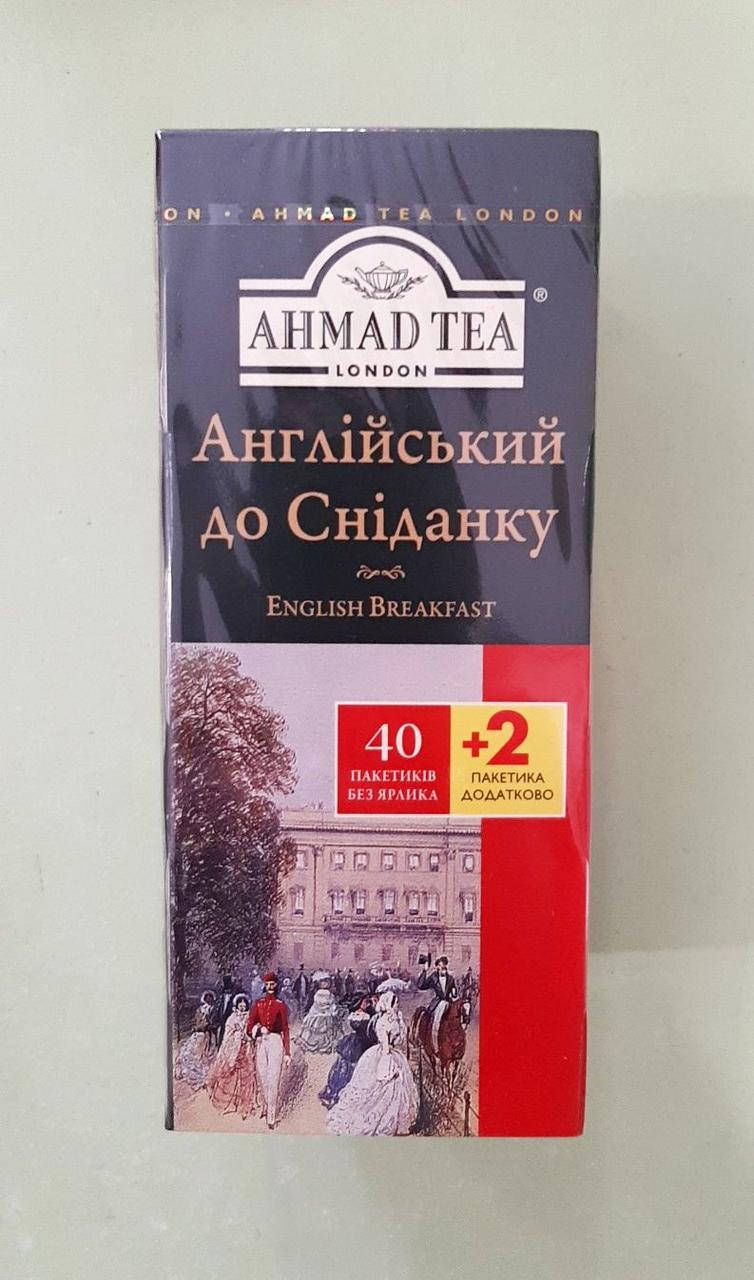 ON • AHMAD TEA LONDON
AHMAD TEA ®
LONDON
Англійський
до Сніданку
English Breakfast
40
ПАКЕТИКІВ
БЕЗ ЯРЛИКА
+2
ПАКЕТИКА
ДОДАТКОВО